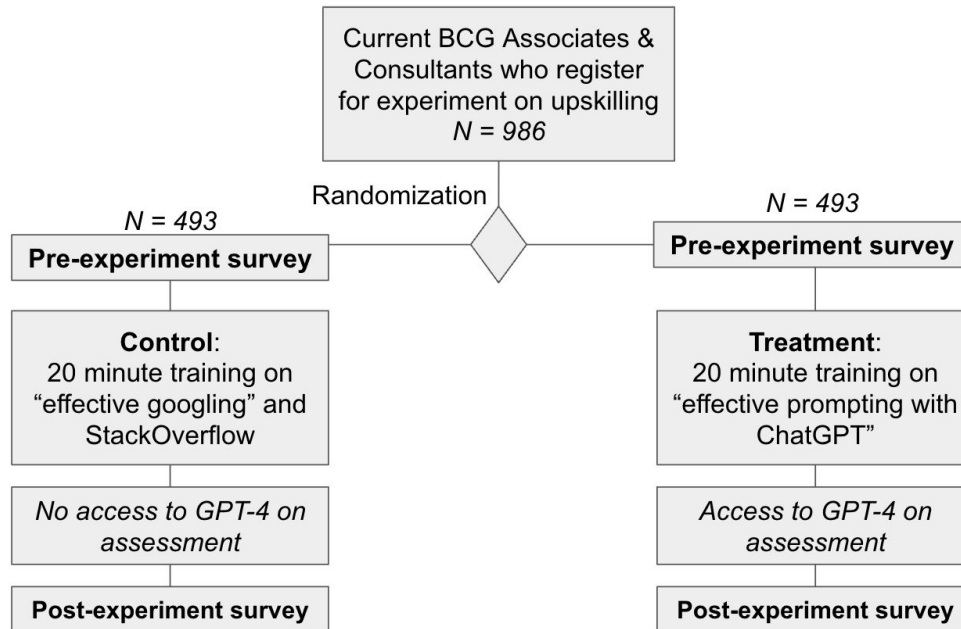 Current BCG Associates &
Consultants who register
for experiment on upskilling
N = 986
Randomization
N = 493
Pre-experiment survey
Control:
20 minute training on
“effective googling” and
StackOverflow
No access to GPT-4 on
assessment
Post-experiment survey
N = 493
Pre-experiment survey
Treatment:
20 minute training on
“effective prompting with
ChatGPT”
Access to GPT-4 on
assessment
Post-experiment survey